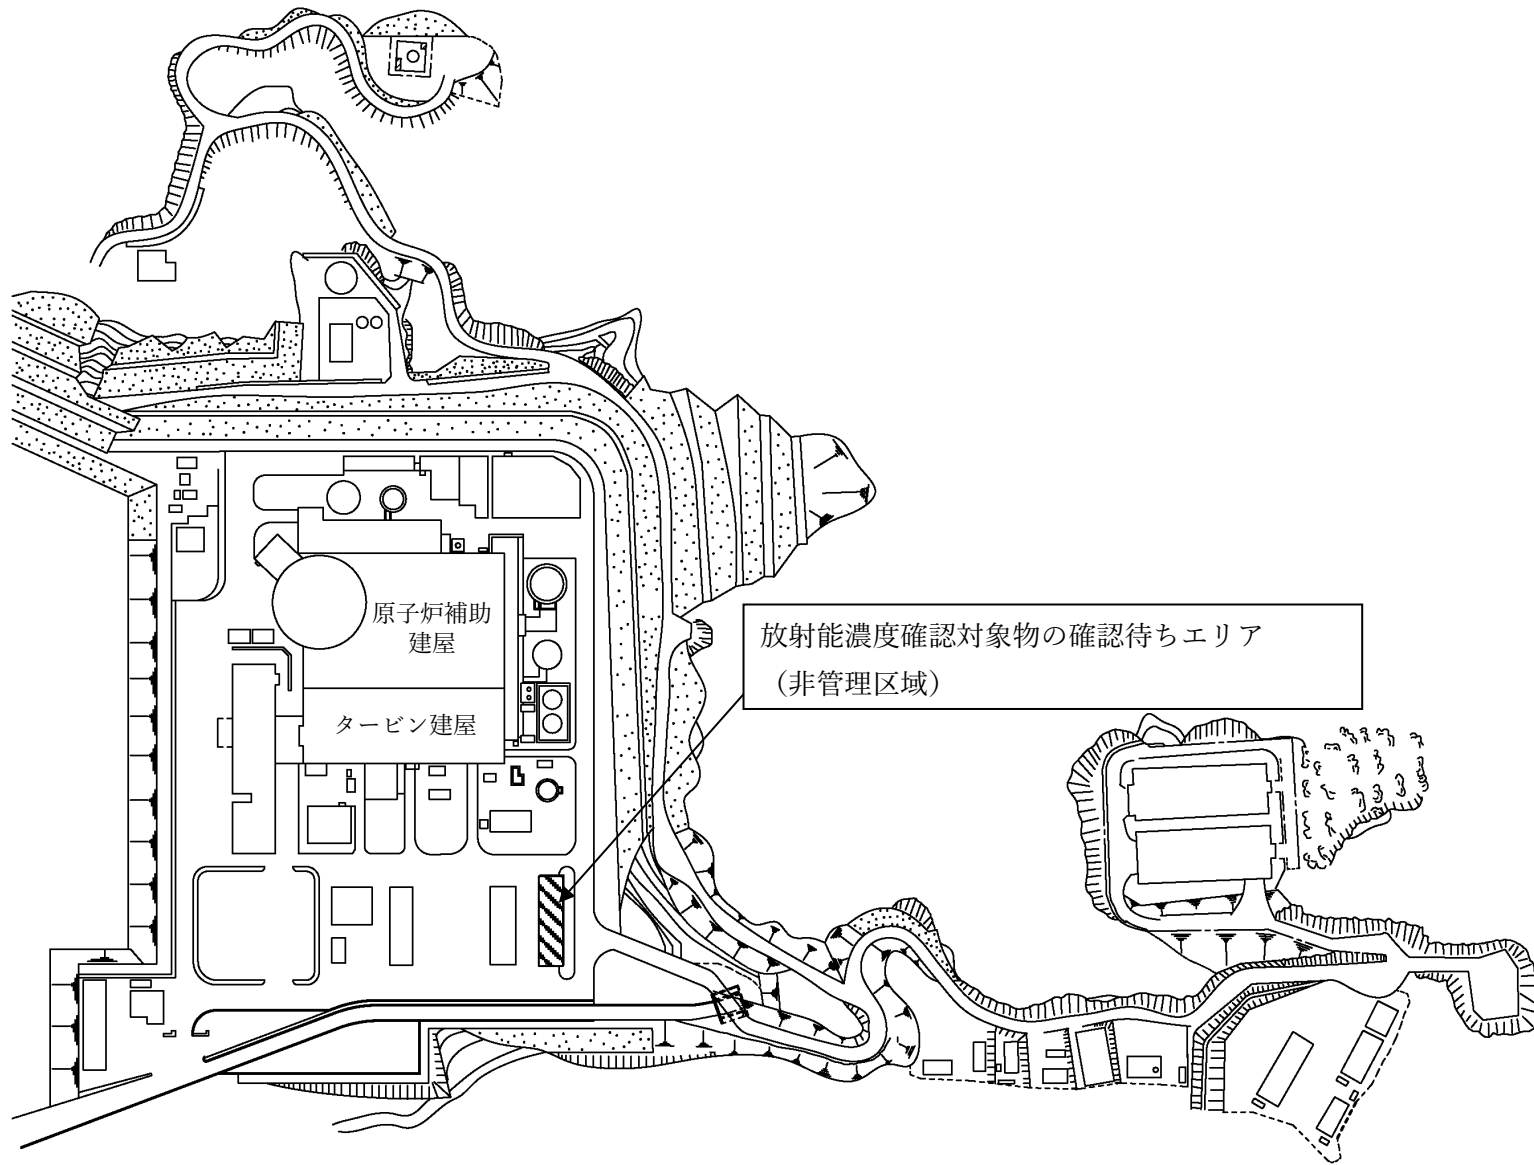 原子炉補助
建屋
放射能濃度確認対象物の確認待ちエリア
（非管理区域）
タービン建屋